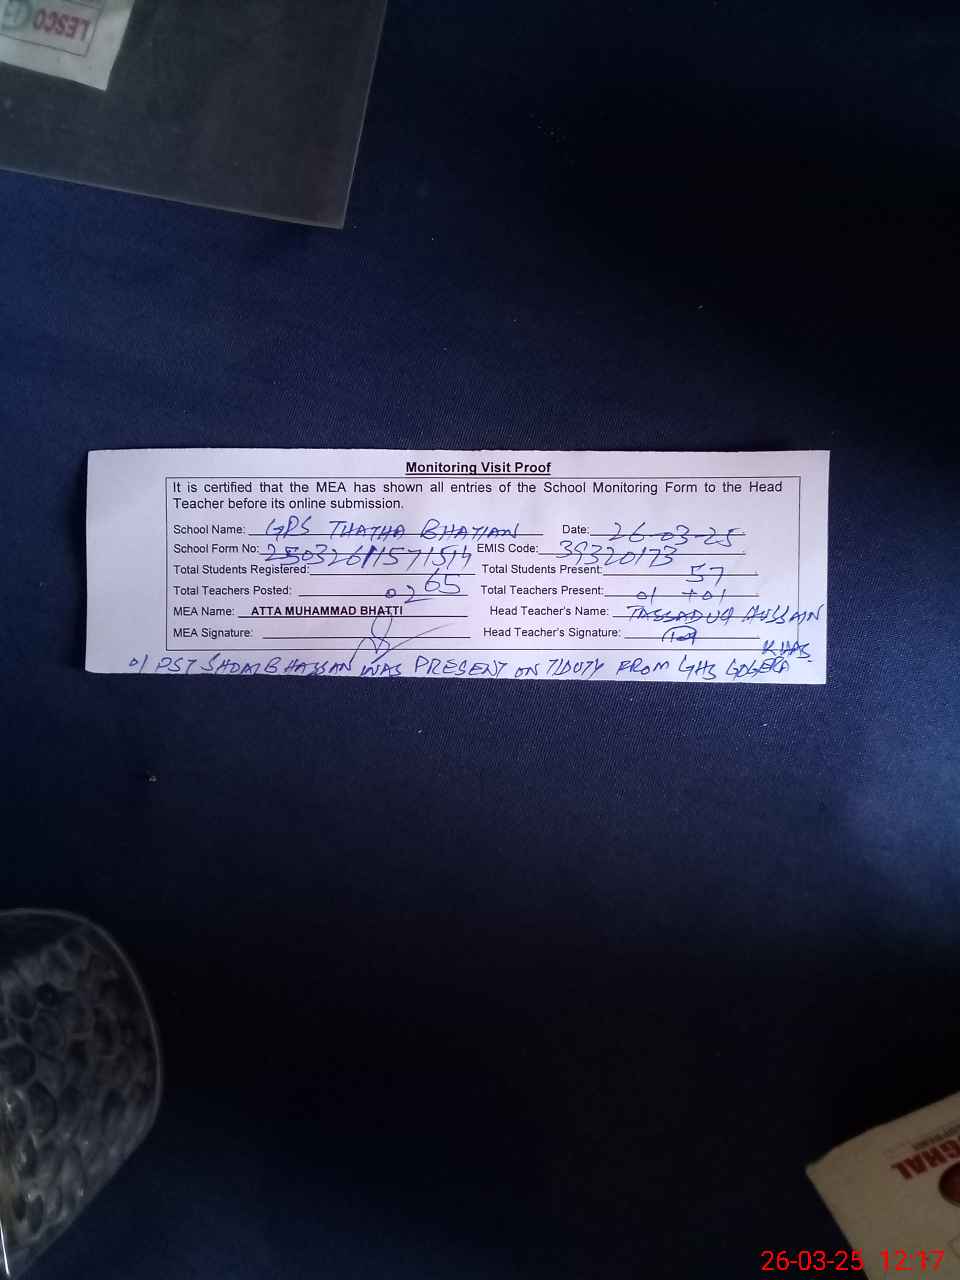 LESCO
Monitoring Visit Proof
It is certified that the MEA has shown all entries of the School Monitoring Form to the Head
Teacher before its online submission.
School Name: GPS THATHA BHATIAN Date: 26-03-25
School Form No: EMIS Code: 39320173
Total Students Registered: 65 Total Students Present: 57
Total Teachers Posted: 02 Total Teachers Present: 01 +01
MEA Name: ATTA MUHAMMAD BHATTI Head Teacher's Name: TASSADUQ HUSSAIN
MEA Signature: Head Teacher's Signature:
01 PST SHOAIB HASSAN WAS PRESENT ON T/DUTY FROM GHS GOGERA KHAS
GHAL
26-03-25 12:17